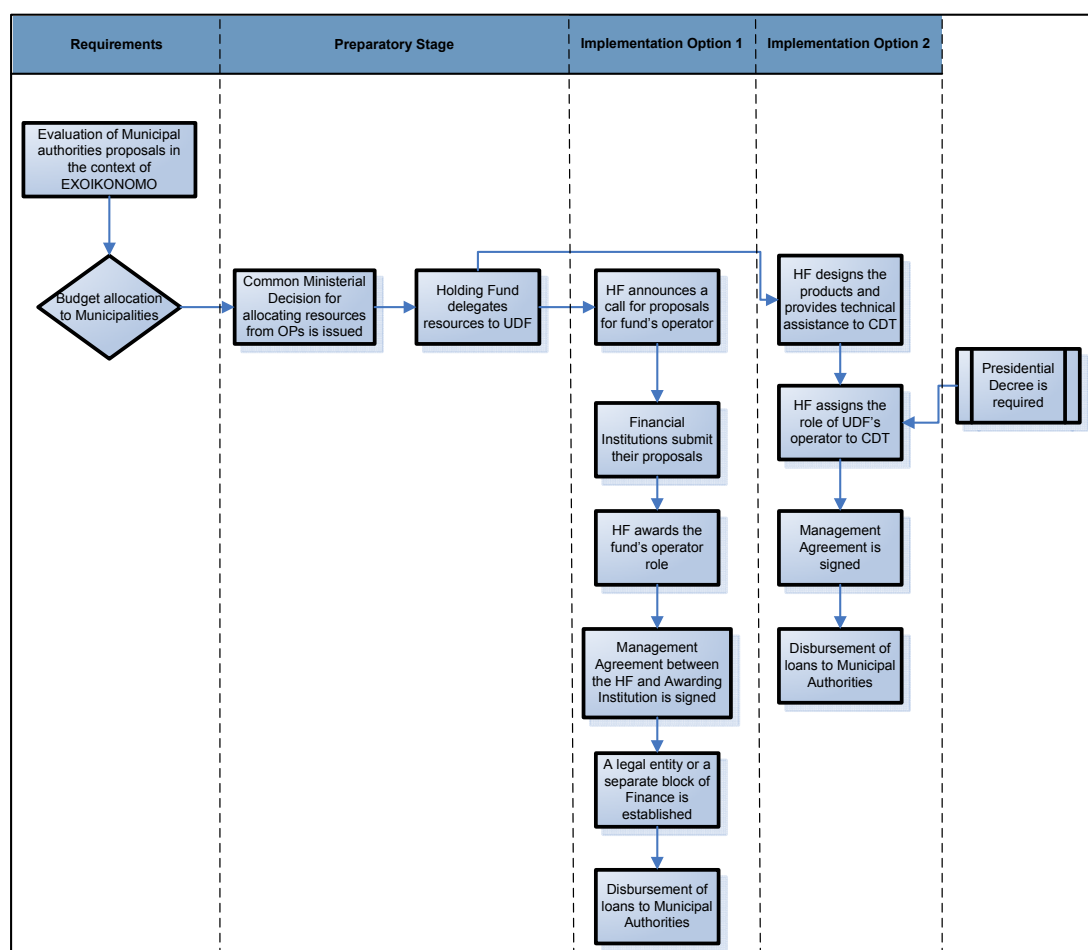 Requirements
Preparatory Stage
Implementation Option 1
Implementation Option 2
Evaluation of Municipal
authorities proposals in
the context of
EXOIKONOMO
Budget allocation
to Municipalities
Common Ministerial
Decision for
allocating resources
from OPs is issued
Holding Fund
delegates
resources to UDF
HF announces a
call for proposals
for fund's operator
Financial
Institutions submit
their proposals
HF awards the
fund's operator
role
Management
Agreement between
the HF and Awarding
Institution is signed
A legal entity or a
separate block of
Finance is
established
Disbursement of
loans to Municipal
Authorities
HF designs the
products and
provides technical
assistance to CDT
HF assigns the
role of UDF's
operator to CDT
Management
Agreement is
signed
Disbursement of
loans to Municipal
Authorities
Presidential
Decree is
required